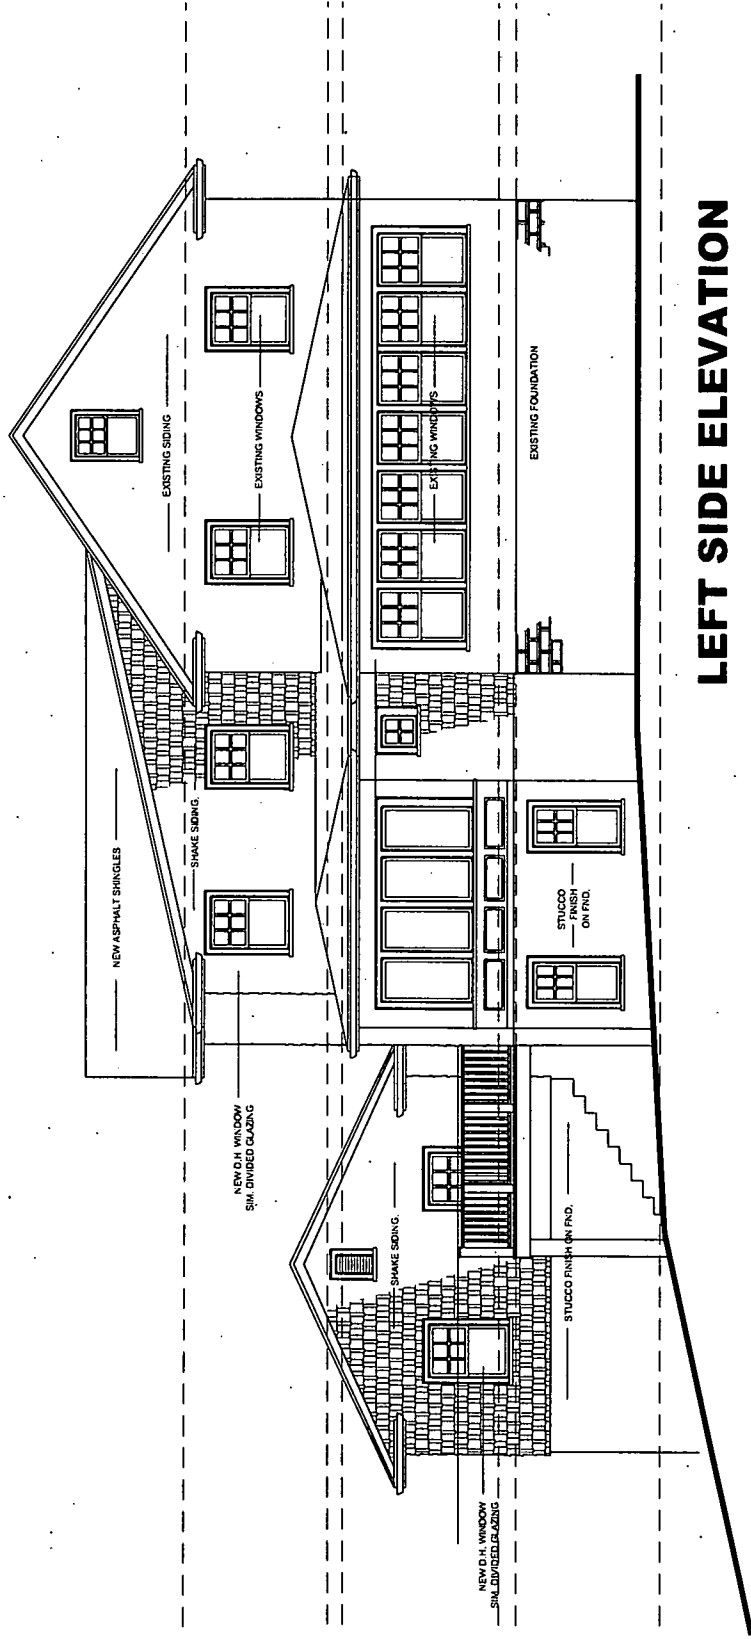 NEW ASPHALT SHINGLES
EXISTING SIDING
SHAKE SIDING.
NEW D.H. WINDOW
SIM. DIVIDED GLAZING
EXISTING WINDOWS
SHAKE SIDING.
EXISTING WINDOWS
NEW D.H. WINDOW
SIM. DIVIDED GLAZING
EXISTING FOUNDATION
STUCCO
FINISH
ON FND.
STUCCO FINISH ON FND.
LEFT SIDE ELEVATION